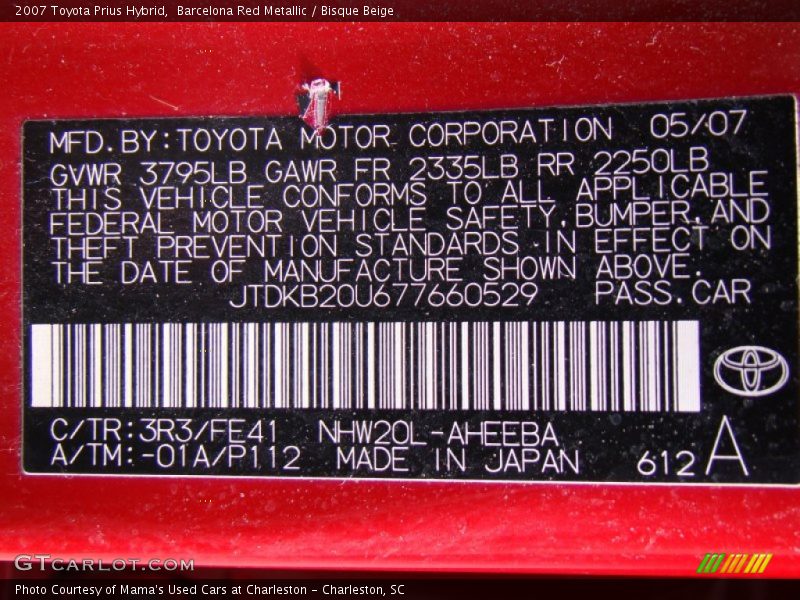 2007 Toyota Prius Hybrid,  Barcelona Red Metallic / Bisque Beige
MFD.BY:TOYOTA MOTOR CORPORATION 05/07
GVWR 3795LB GAWR FR 2335LB RR 2250LB
THIS VEHICLE CONFORMS TO ALL APPLICABLE
FEDERAL MOTOR VEHICLE SAFETY,BUMPER,AND
THEFT PREVENTION STANDARDS IN EFFECT ON
THE DATE OF MANUFACTURE SHOWN ABOVE.
JTDKB20U677660529 PASS.CAR
C/TR:3R3/FE41 NHW20L-AHEEBA
A/TM:-01A/P112 MADE IN JAPAN 612 A
GTCARLOT.COM
Photo Courtesy of Mama's Used Cars at Charleston - Charleston, SC